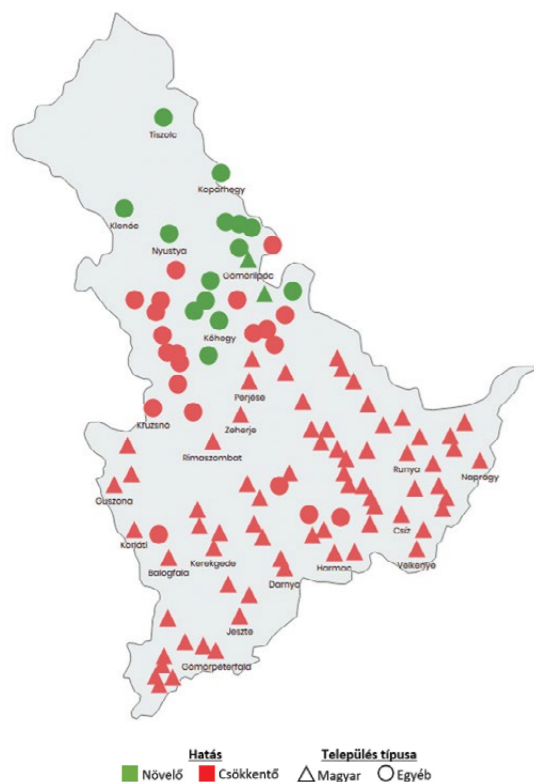 Tiszolc
Koparhegy
Klenóc
Nyustya
Gömörlipóc
Kőhegy
Perjése
Kruzsnó
Zeherje
Rimaszombat
Runya
Naprágy
Guszona
Korláti
Csíz
Balogfala
Kerekgede
Harmac
Velkenye
Darnya
Jeszte
Gömörpéterfala
Hatás
Település típusa
Növelő
Csökkentő
Magyar
Egyéb